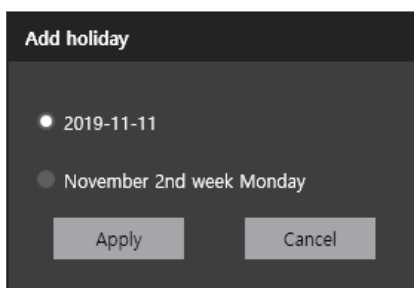 Add holiday
2019-11-11
November 2nd week Monday
Apply
Cancel